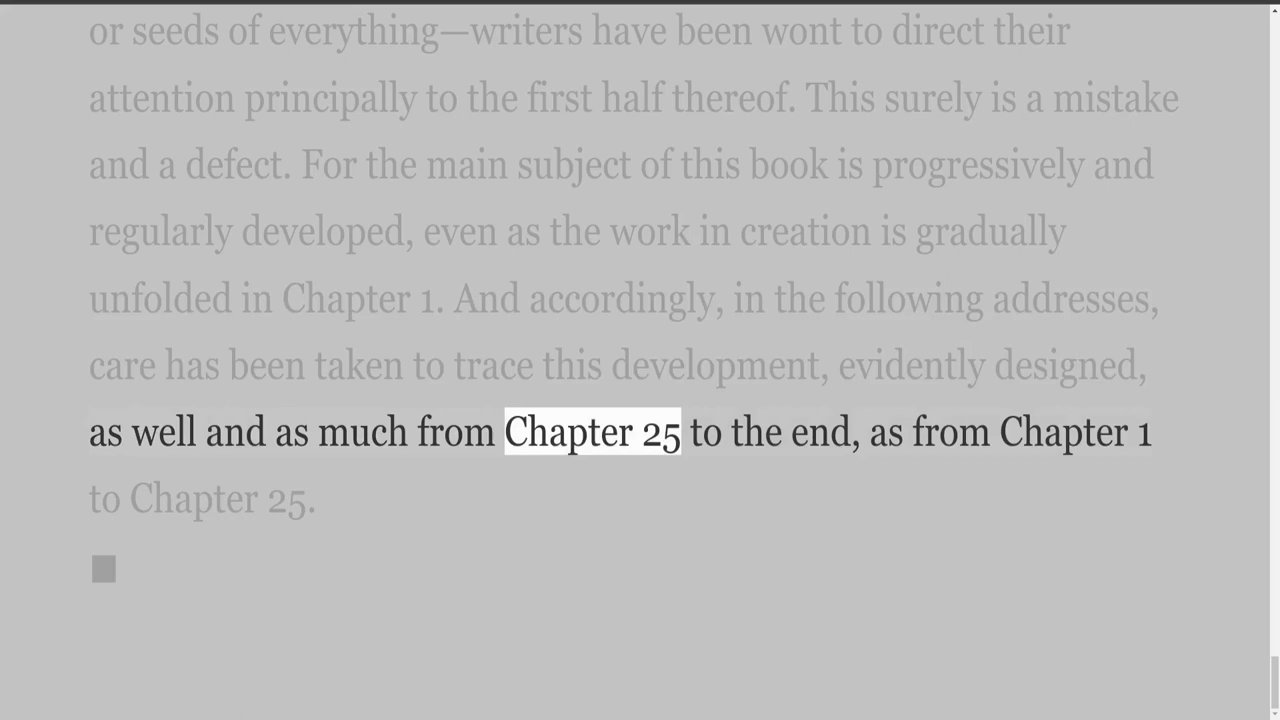 or seeds of everything—writers have been wont to direct their
attention principally to the first half thereof. This surely is a mistake
and a defect. For the main subject of this book is progressively and
regularly developed, even as the work in creation is gradually
unfolded in Chapter 1. And accordingly, in the following addresses,
care has been taken to trace this development, evidently designed,
as well and as much from Chapter 25 to the end, as from Chapter 1
to Chapter 25.